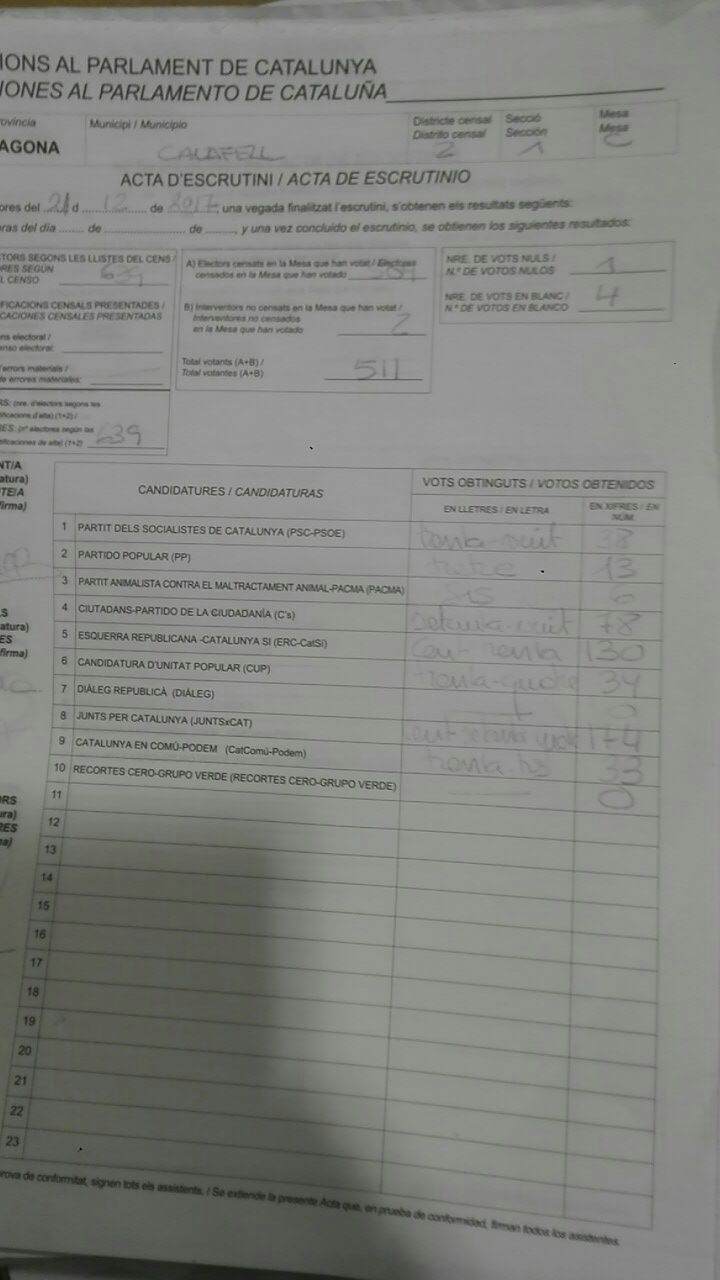 IONS AL PARLAMENT DE CATALUNYA
IONES AL PARLAMENTO DE CATALUÑA
rovíncia Municipi / Municipio Districte censal Secció Mesa
Distrito censal Sección Mesa
AGONA CALAFELL 2 1 C
ACTA D'ESCRUTINI / ACTA DE ESCRUTINIO
ores del 21 d 12 de 2017, una vegada finalitzat l'escrutini, s'obtenen els resultats següents:
oras del día ........ de .................... de ........, y una vez concluido el escrutinio, se obtienen los siguientes resultados:
CTORS SEGONS LES LLISTES DEL CENS /
ORES SEGÚN
L CENSO 639
FICACIONS CENSALS PRESENTADES /
CACIONES CENSALES PRESENTADAS
ns electoral /
enso electoral:
'errors materials /
de errores materiales:
RS: (nre. d'electors segons les
tificacions d'alta) (1+2) /
RES: (nº electores según las
tificaciones de alta) (1+2) 639
A) Electors censats en la Mesa que han votat / Electores
censados en la Mesa que han votado 509
B) Interventors no censats en la Mesa que han votat /
Interventores no censados
en la Mesa que han votado 2
Total votants (A+B) /
Total votantes (A+B) 511
NRE. DE VOTS NULS /
N.º DE VOTOS NULOS 1
NRE. DE VOTS EN BLANC /
N.º DE VOTOS EN BLANCO 4
NT/A
atura)
TE/A
firma)
CANDIDATURES / CANDIDATURAS VOTS OBTINGUTS / VOTOS OBTENIDOS
EN LLETRES / EN LETRA EN XIFRES / EN NÚM.
1 PARTIT DELS SOCIALISTES DE CATALUNYA (PSC-PSOE) trenta-vuit 38
2 PARTIDO POPULAR (PP) tretze 13
3 PARTIT ANIMALISTA CONTRA EL MALTRACTAMENT ANIMAL-PACMA (PACMA) sis 6
4 CIUTADANS-PARTIDO DE LA CIUDADANÍA (C's) setanta-vuit 78
5 ESQUERRA REPUBLICANA -CATALUNYA SI (ERC-CatSí) cent trenta 130
6 CANDIDATURA D'UNITAT POPULAR (CUP) trenta-quatre 34
7 DIÀLEG REPUBLICÀ (DIÀLEG) 0
8 JUNTS PER CATALUNYA (JUNTSxCAT) cent setanta quatre 174
9 CATALUNYA EN COMÚ-PODEM (CatComú-Podem) trenta-tres 33
10 RECORTES CERO-GRUPO VERDE (RECORTES CERO-GRUPO VERDE) 0
11
12
13
14
15
16
17
18
19
20
21
22
23
S
atura)
ES
firma)
ORS
ura)
RES
na)
rova de conformitat, signen tots els assistents. / Se extiende la presente Acta que, en prueba de conformidad, firman todos los asistentes.